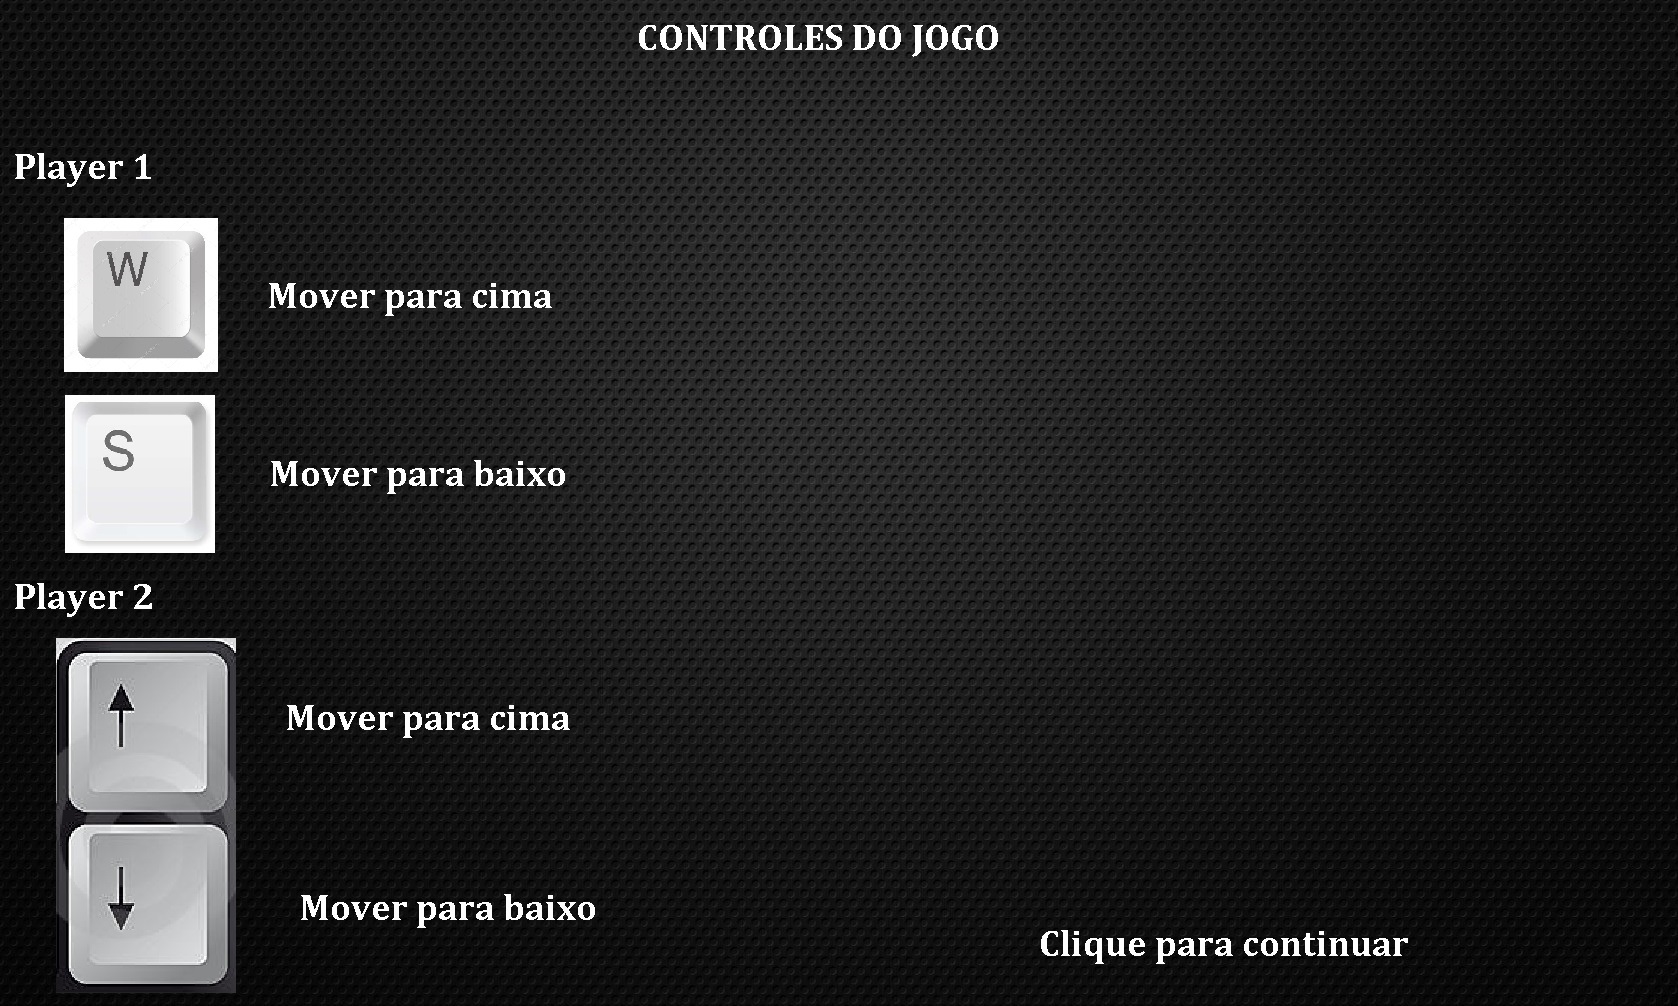 CONTROLES DO JOGO
Player 1
W
Mover para cima
S
Mover para baixo
Player 2
↑
Mover para cima
↓
Mover para baixo
Clique para continuar